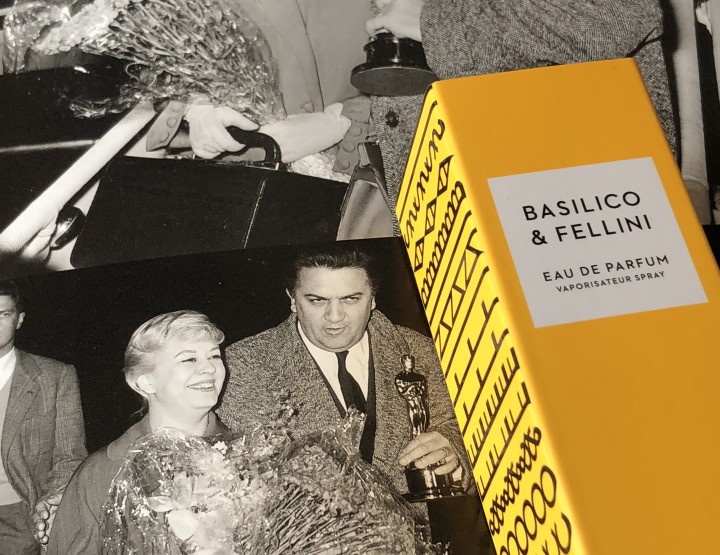 BASILICO
& FELLINI
EAU DE PARFUM
VAPORISATEUR SPRAY